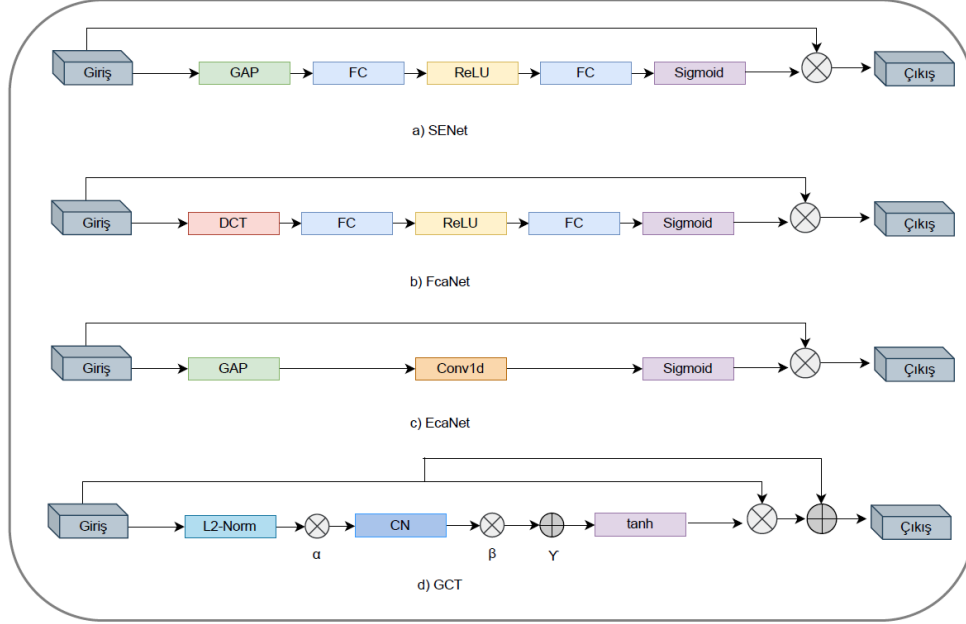 Giriş GAP FC ReLU FC Sigmoid Çıkış
a) SENet
Giriş DCT FC ReLU FC Sigmoid Çıkış
b) FcaNet
Giriş GAP Conv1d Sigmoid Çıkış
c) EcaNet
Giriş L2-Norm CN tanh Çıkış
α β ϒ
d) GCT